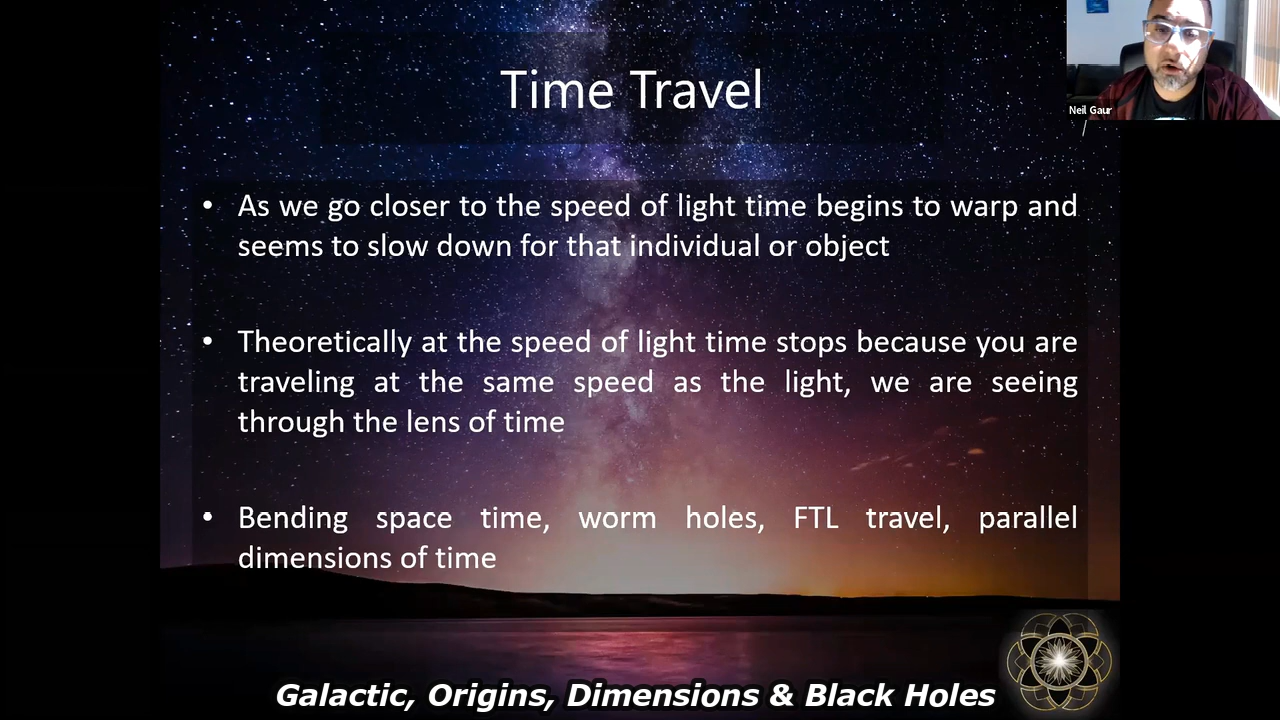 Time Travel
Neil Gaur
• As we go closer to the speed of light time begins to warp and
seems to slow down for that individual or object
• Theoretically at the speed of light time stops because you are
traveling at the same speed as the light, we are seeing
through the lens of time
• Bending space time, worm holes, FTL travel, parallel
dimensions of time
Galactic, Origins, Dimensions & Black Holes